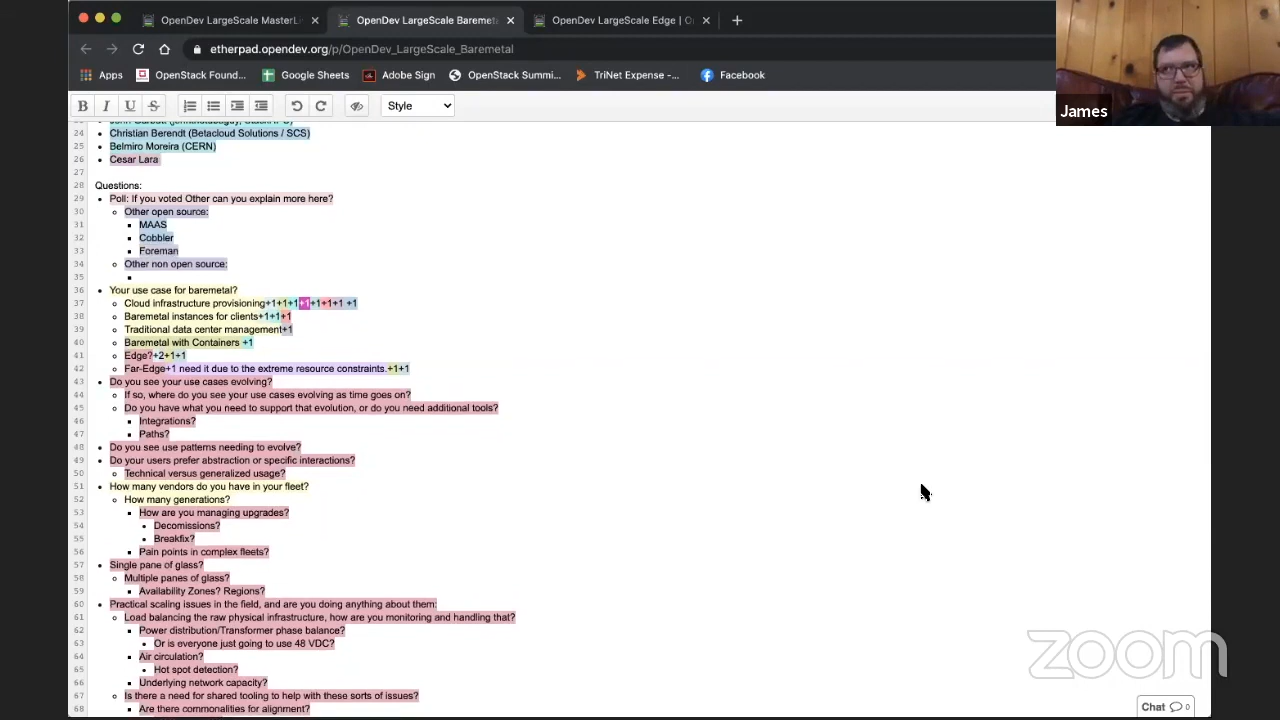 OpenDev LargeScale MasterLi
OpenDev LargeScale Baremeta
OpenDev LargeScale Edge | O
etherpad.opendev.org/p/OpenDev_LargeScale_Baremetal
Apps
OpenStack Found...
Google Sheets
Adobe Sign
OpenStack Summi...
TriNet Expense -...
Facebook
James
B I U S
Style
24 Christian Berendt (Betacloud Solutions / SCS)
25 Belmiro Moreira (CERN)
26 Cesar Lara
27
28 Questions:
29 Poll: If you voted Other can you explain more here?
30 Other open source:
31 MAAS
32 Cobbler
33 Foreman
34 Other non open source:
35
36 Your use case for baremetal?
37 Cloud infrastructure provisioning+1+1+1+1+1+1+1 +1
38 Baremetal instances for clients+1+1+1
39 Traditional data center management+1
40 Baremetal with Containers +1
41 Edge?+2+1+1
42 Far-Edge+1 need it due to the extreme resource constraints.+1+1
43 Do you see your use cases evolving?
44 If so, where do you see your use cases evolving as time goes on?
45 Do you have what you need to support that evolution, or do you need additional tools?
46 Integrations?
47 Paths?
48 Do you see use patterns needing to evolve?
49 Do your users prefer abstraction or specific interactions?
50 Technical versus generalized usage?
51 How many vendors do you have in your fleet?
52 How many generations?
53 How are you managing upgrades?
54 Decomissions?
55 Breakfix?
56 Pain points in complex fleets?
57 Single pane of glass?
58 Multiple panes of glass?
59 Availability Zones? Regions?
60 Practical scaling issues in the field, and are you doing anything about them:
61 Load balancing the raw physical infrastructure, how are you monitoring and handling that?
62 Power distribution/Transformer phase balance?
63 Or is everyone just going to use 48 VDC?
64 Air circulation?
65 Hot spot detection?
66 Underlying network capacity?
67 Is there a need for shared tooling to help with these sorts of issues?
68 Are there commonalities for alignment?
zoom
Chat 0